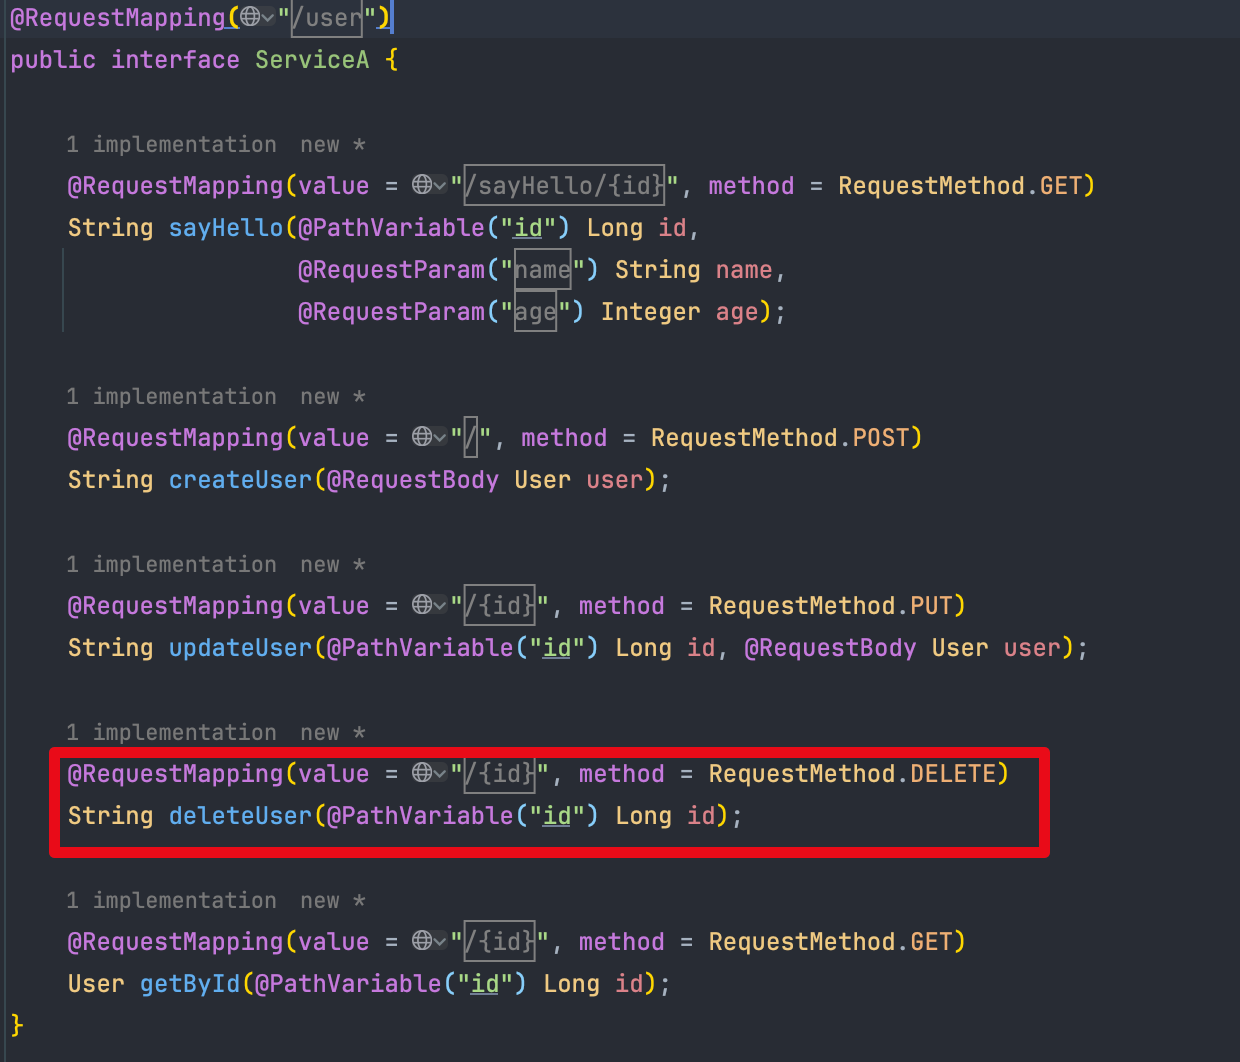 @RequestMapping("/user")
public interface ServiceA {
1 implementation new *
@RequestMapping(value = "/sayHello/{id}", method = RequestMethod.GET)
String sayHello(@PathVariable("id") Long id,
@RequestParam("name") String name,
@RequestParam("age") Integer age);
1 implementation new *
@RequestMapping(value = "/", method = RequestMethod.POST)
String createUser(@RequestBody User user);
1 implementation new *
@RequestMapping(value = "/{id}", method = RequestMethod.PUT)
String updateUser(@PathVariable("id") Long id, @RequestBody User user);
1 implementation new *
@RequestMapping(value = "/{id}", method = RequestMethod.DELETE)
String deleteUser(@PathVariable("id") Long id);
1 implementation new *
@RequestMapping(value = "/{id}", method = RequestMethod.GET)
User getById(@PathVariable("id") Long id);
}